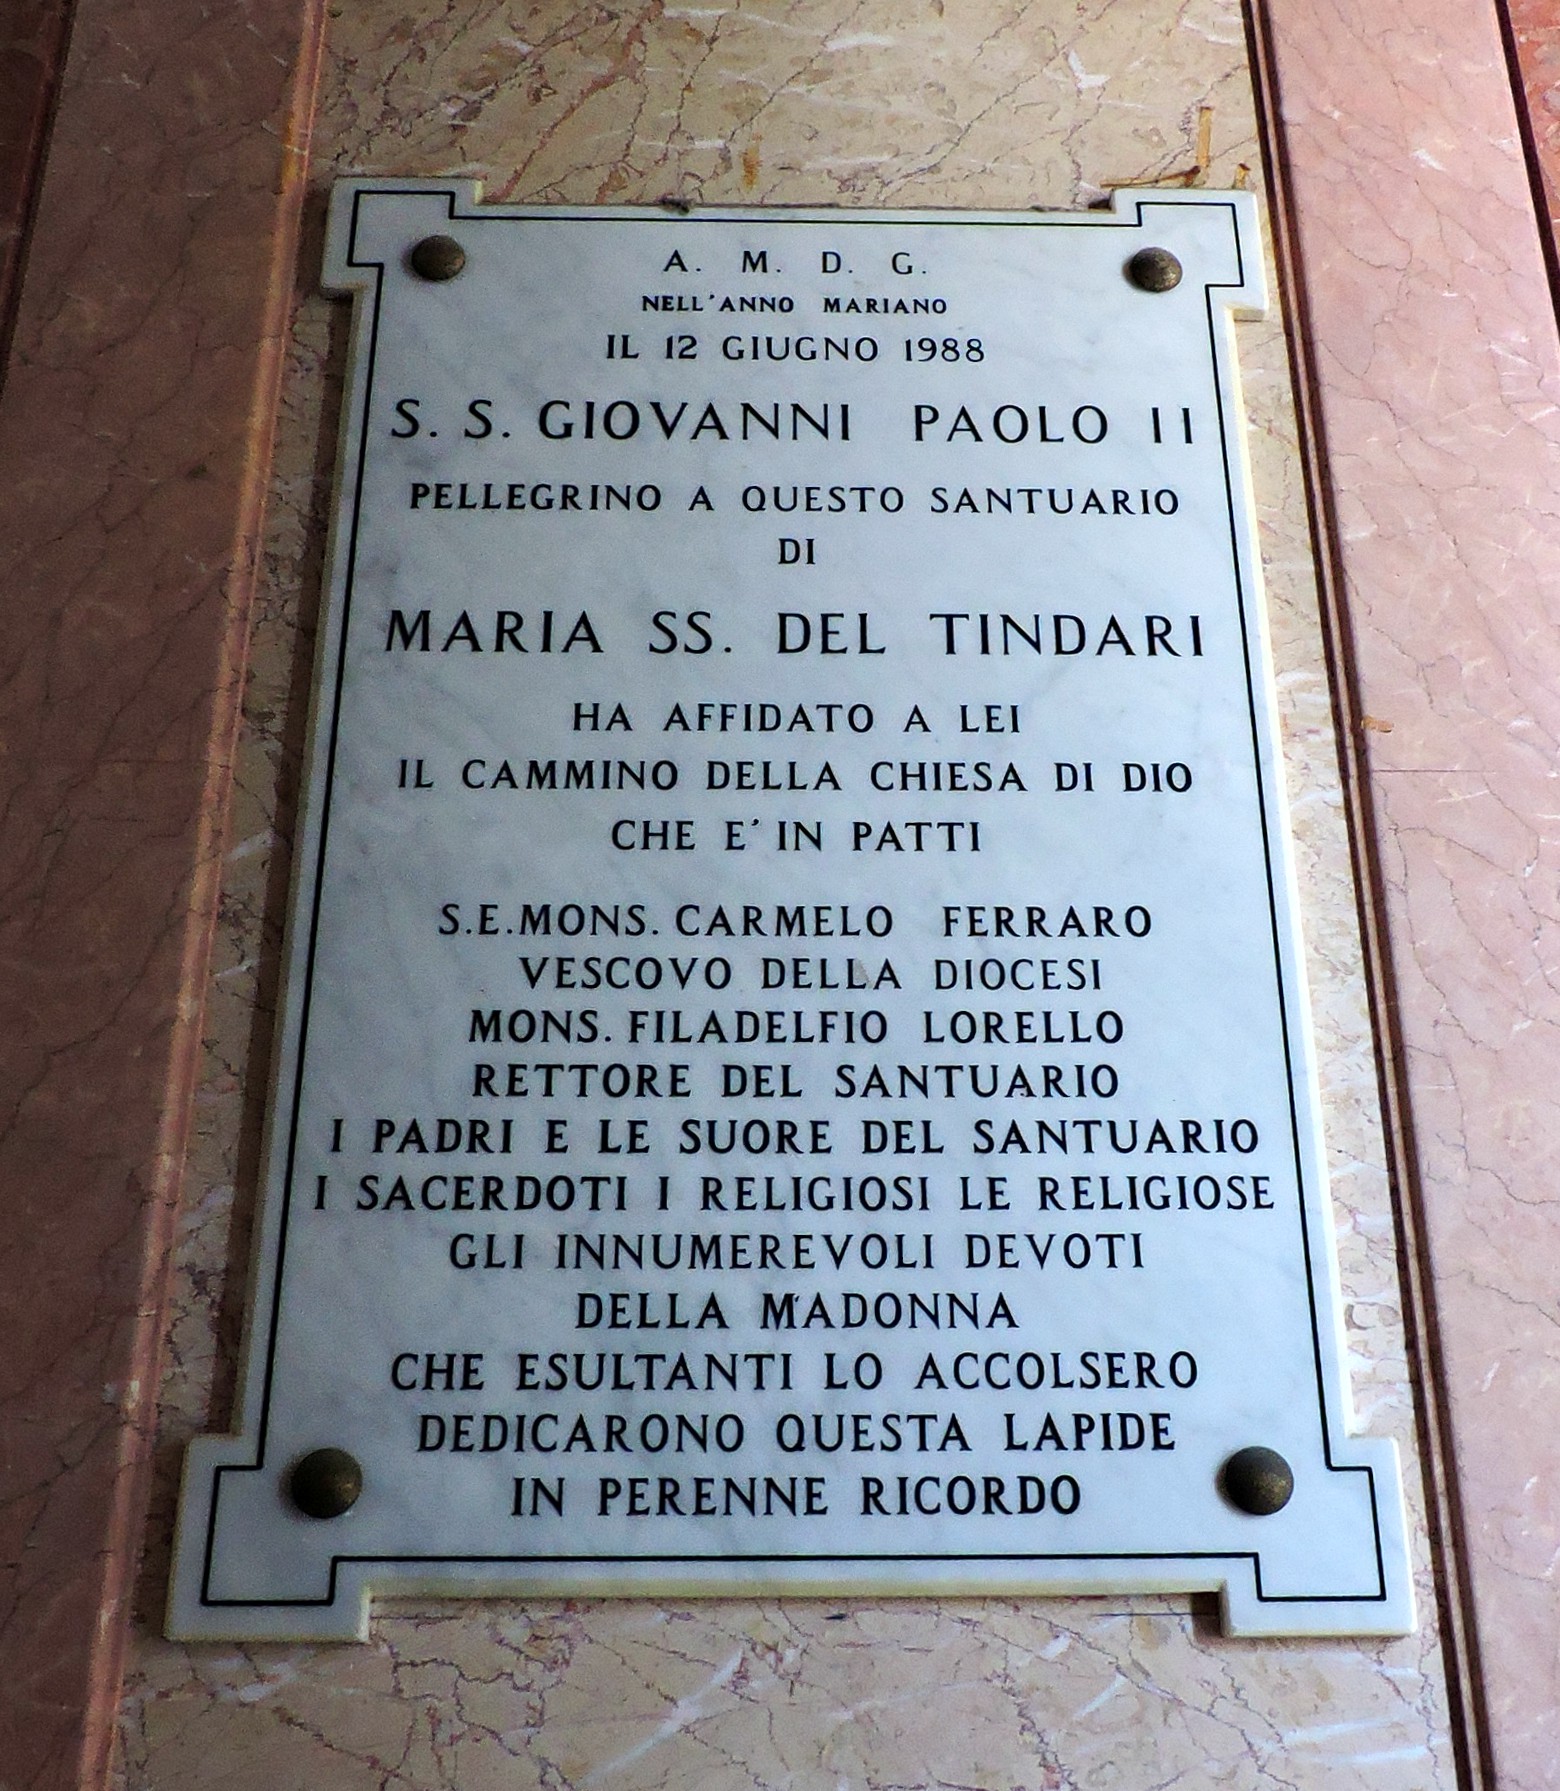 A. M. D. G.
NELL'ANNO MARIANO
IL 12 GIUGNO 1988
S. S. GIOVANNI PAOLO II
PELLEGRINO A QUESTO SANTUARIO
DI
MARIA SS. DEL TINDARI
HA AFFIDATO A LEI
IL CAMMINO DELLA CHIESA DI DIO
CHE E' IN PATTI
S.E.MONS. CARMELO FERRARO
VESCOVO DELLA DIOCESI
MONS. FILADELFIO LORELLO
RETTORE DEL SANTUARIO
I PADRI E LE SUORE DEL SANTUARIO
I SACERDOTI I RELIGIOSI LE RELIGIOSE
GLI INNUMEREVOLI DEVOTI
DELLA MADONNA
CHE ESULTANTI LO ACCOLSERO
DEDICARONO QUESTA LAPIDE
IN PERENNE RICORDO